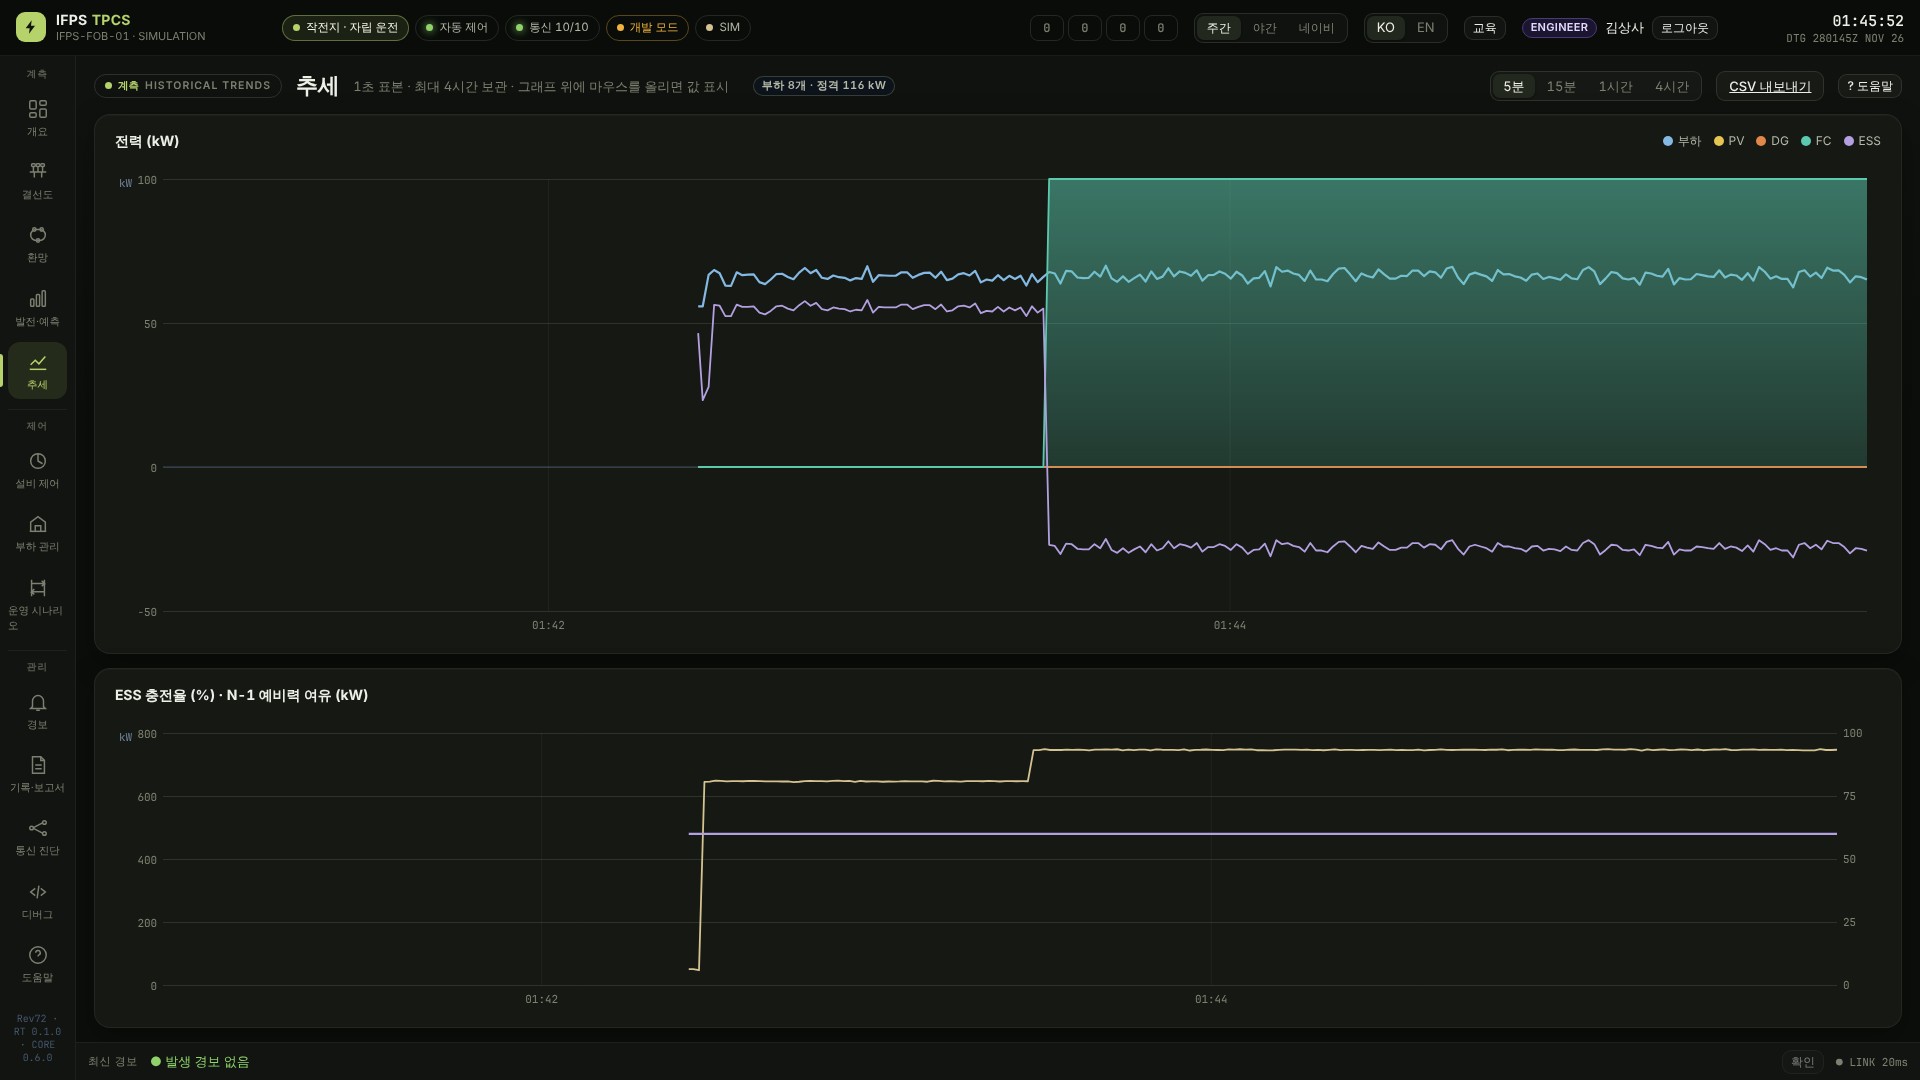 IFPS TPCS
IFPS-FOB-01 · SIMULATION
작전지 · 자립 운전
자동 제어
통신 10/10
개발 모드
SIM
0 0 0 0
주간 야간 네이비
KO EN
교육
ENGINEER 김상사 로그아웃
01:45:52
DTG 280145Z NOV 26
계측
개요
결선도
환망
발전·예측
추세
제어
설비 제어
부하 관리
운영 시나리
오
관리
경보
기록·보고서
통신 진단
디버그
도움말
Rev72 ·
RT 0.1.0
· CORE
0.6.0
계측 HISTORICAL TRENDS
추세
1초 표본 · 최대 4시간 보관 · 그래프 위에 마우스를 올리면 값 표시
부하 8개 · 정격 116 kW
5분 15분 1시간 4시간
CSV 내보내기
? 도움말
전력 (kW)
부하 PV DG FC ESS
kW 100
50
0
-50
01:42 01:44
ESS 충전율 (%) · N-1 예비력 여유 (kW)
kW 800 100
600 75
400 50
200 25
0 0
01:42 01:44
최신 경보 발생 경보 없음
확인
LINK 20ms